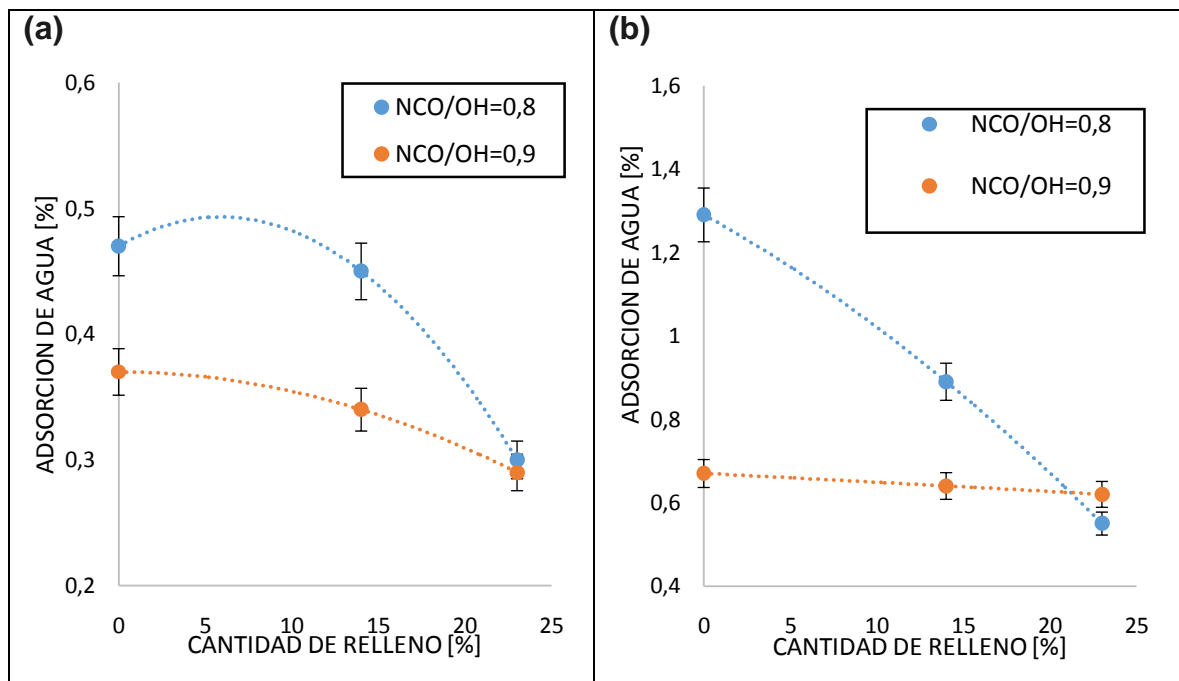 (a)
0,6
0,5
0,4
0,3
0,2
0 5 10 15 20 25
ADSORCION DE AGUA [%]
CANTIDAD DE RELLENO [%]
NCO/OH=0,8
NCO/OH=0,9
(b)
1,6
1,4
1,2
1
0,8
0,6
0,4
0 5 10 15 20 25
ADSORCION DE AGUA [%]
CANTIDAD DE RELLENO [%]
NCO/OH=0,8
NCO/OH=0,9